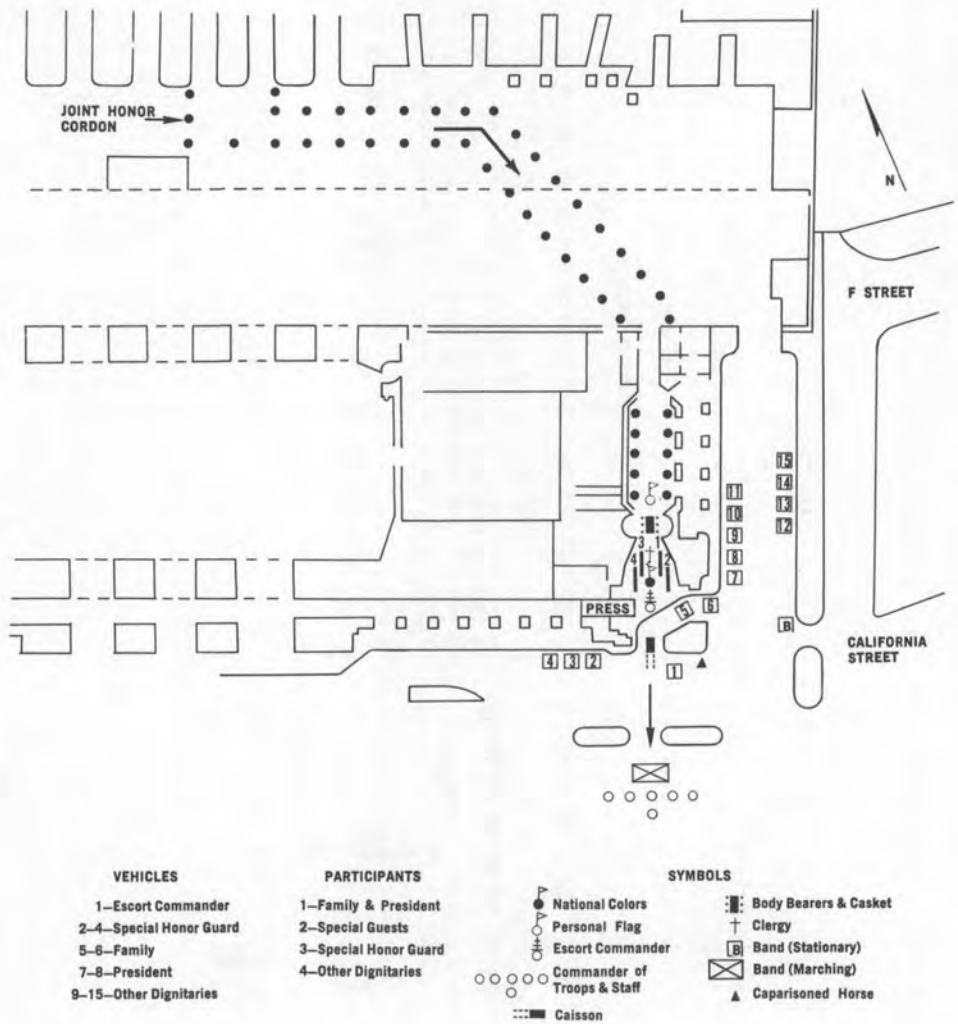 JOINT HONOR
CORDON
N
F STREET
15
14
13
12
11
10
9
8
7
3 1
4 2
PRESS
5
6
B
CALIFORNIA
STREET
4 3 2
1
VEHICLES
1—Escort Commander
2-4—Special Honor Guard
5-6—Family
7-8—President
9-15—Other Dignitaries
PARTICIPANTS
1—Family & President
2—Special Guests
3—Special Honor Guard
4—Other Dignitaries
SYMBOLS
National Colors
Personal Flag
Escort Commander
Commander of
Troops & Staff
Caisson
Body Bearers & Casket
Clergy
B Band (Stationary)
Band (Marching)
Caparisoned Horse